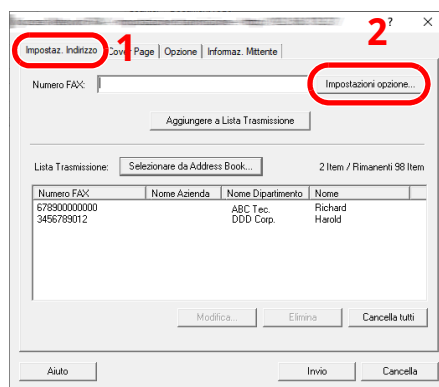 2
? ×
Impostaz. Indirizzo Cover Page Opzione Informaz. Mittente
1
Numero FAX: Impostazioni opzione...
Aggiungere a Lista Trasmissione
Lista Trasmissione: Selezionare da Address Book... 2 Item / Rimanenti 98 Item
Numero FAX Nome Azienda Nome Dipartimento Nome
678900000000 ABC Tec. Richard
3456789012 DDD Corp. Harold
Modifica... Elimina Cancella tutti
Aiuto Invio Cancella